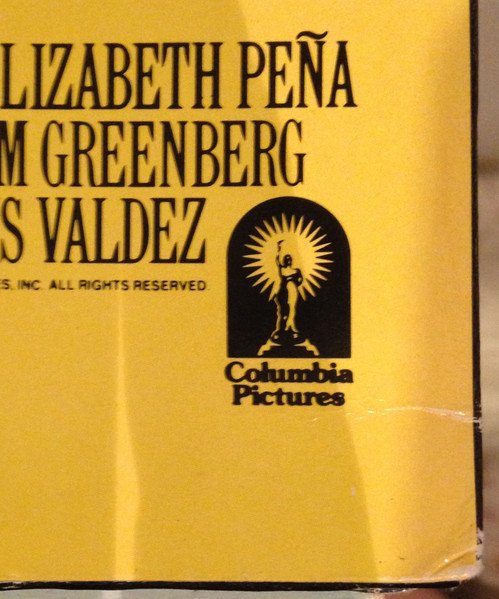 LIZABETH PEÑA
M GREENBERG
S VALDEZ
ES, INC. ALL RIGHTS RESERVED
Columbia
Pictures